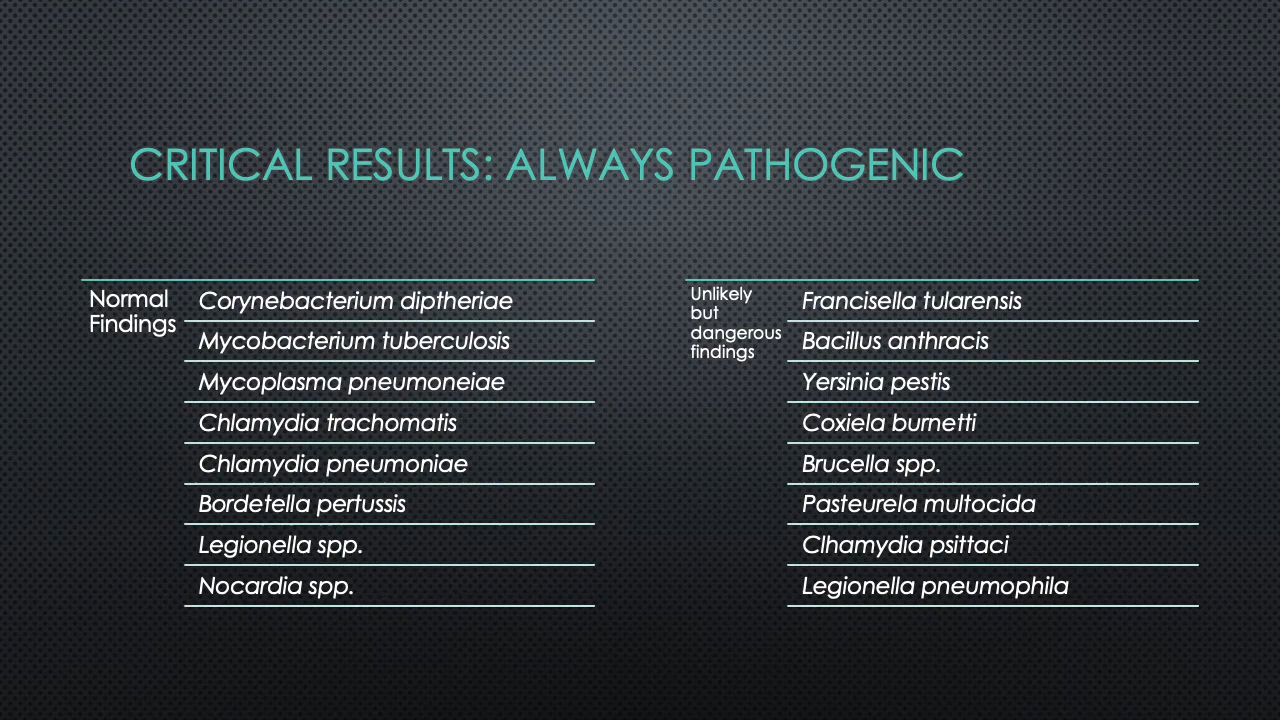 CRITICAL RESULTS: ALWAYS PATHOGENIC
Normal
Findings
Corynebacterium diptheriae
Mycobacterium tuberculosis
Mycoplasma pneumoneiae
Chlamydia trachomatis
Chlamydia pneumoniae
Bordetella pertussis
Legionella spp.
Nocardia spp.
Unlikely
but
dangerous
findings
Francisella tularensis
Bacillus anthracis
Yersinia pestis
Coxiela burnetti
Brucella spp.
Pasteurela multocida
Clhamydia psittaci
Legionella pneumophila